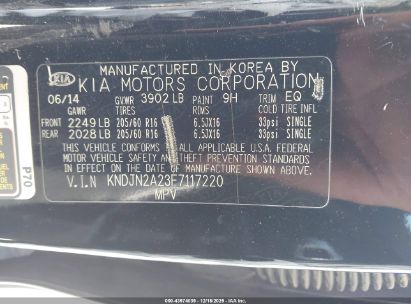 MANUFACTURED IN KOREA BY
KIA KIA MOTORS CORPORATION
06/14 GVWR 3902 LB PAINT 9H TRIM EQ
GAWR TIRES RIMS COLD TIRE INFL
FRONT 2249 LB 205/60 R16 6.5JX16 33psi SINGLE
REAR 2028 LB 205/60 R16 6.5JX16 33psi SINGLE
THIS VEHICLE CONFORMS TO ALL APPLICABLE U.S.A. FEDERAL
MOTOR VEHICLE SAFETY AND THEFT PREVENTION STANDARDS
IN EFFECT ON THE DATE OF MANUFACTURE SHOWN ABOVE.
V.I.N KNDJN2A23F7117220
MPV
P70